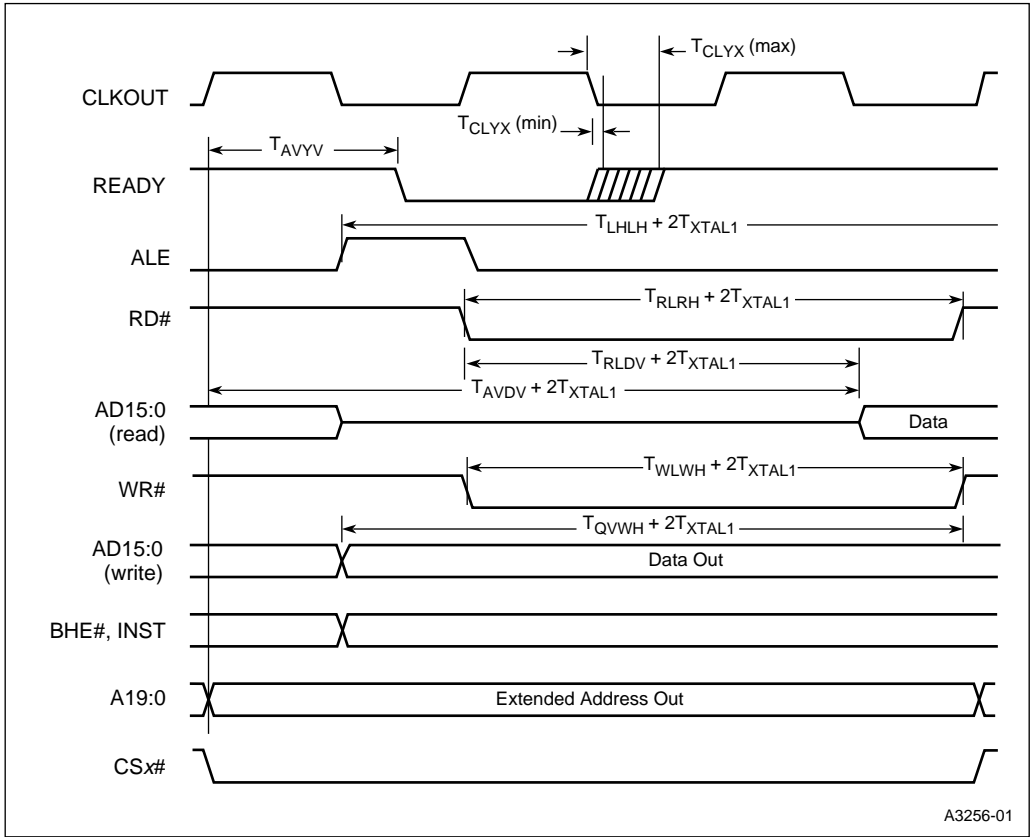 T_CLYX (max)
CLKOUT
T_CLYX (min)
T_AVYV
READY
T_LHLH + 2T_XTAL1
ALE
T_RLRH + 2T_XTAL1
RD#
T_RLDV + 2T_XTAL1
T_AVDV + 2T_XTAL1
AD15:0
(read)
Data
T_WLWH + 2T_XTAL1
WR#
T_QVWH + 2T_XTAL1
AD15:0
(write)
Data Out
BHE#, INST
A19:0
Extended Address Out
CSx#
A3256-01